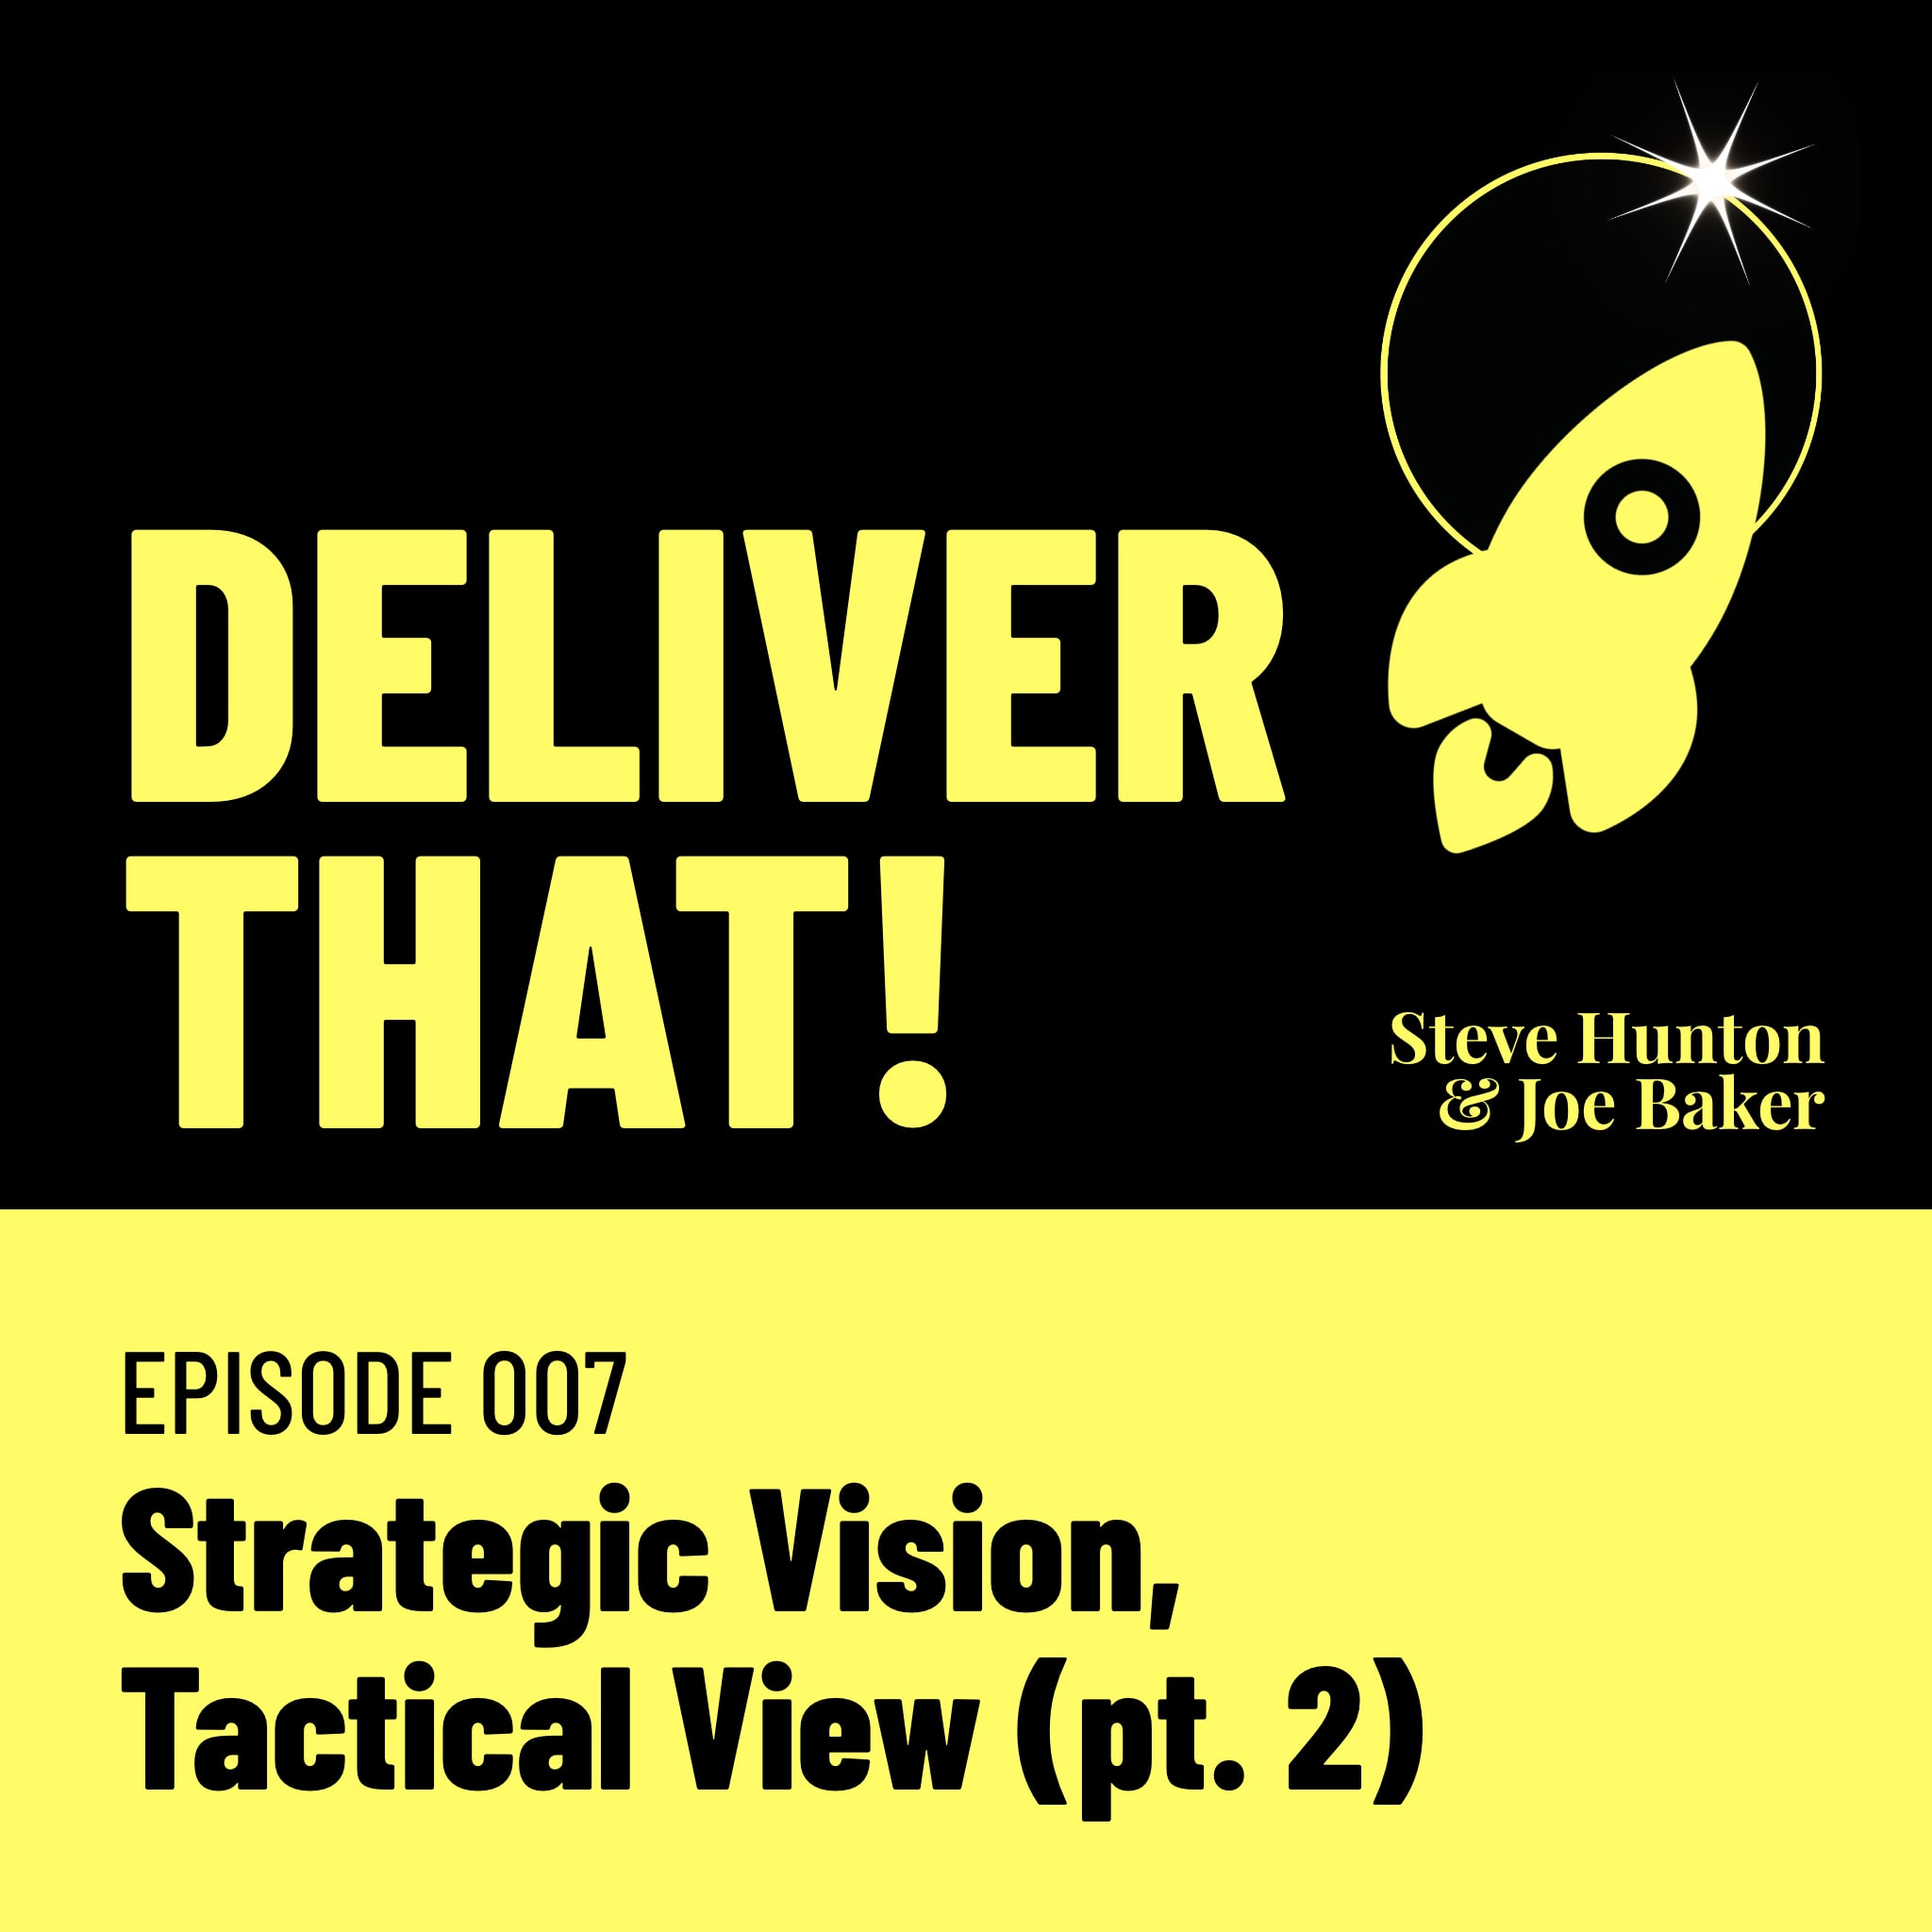 DELIVER
THAT!
Steve Hunton
& Joe Baker
EPISODE 007
Strategic Vision,
Tactical View (pt. 2)